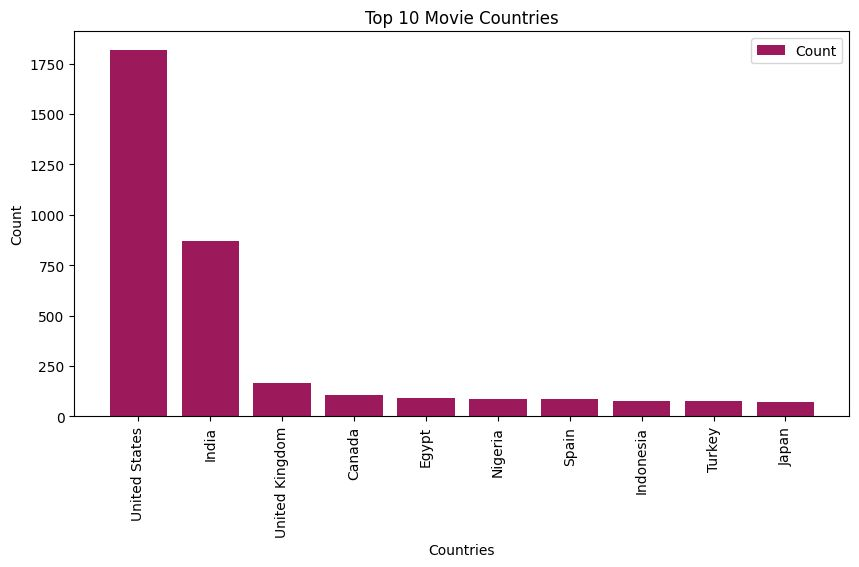 Top 10 Movie Countries
Count
1750
1500
1250
1000
750
500
250
0
Count
United States
India
United Kingdom
Canada
Egypt
Nigeria
Spain
Indonesia
Turkey
Japan
Countries